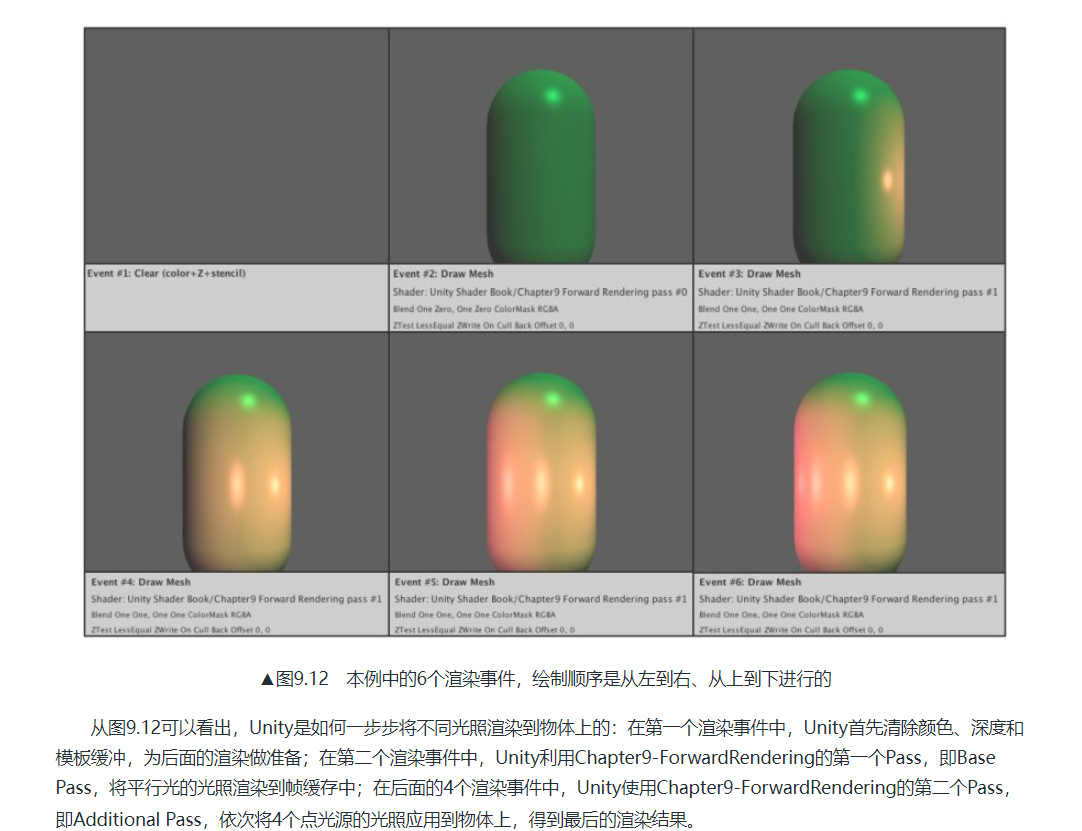 Event #1: Clear (color+Z+stencil)
Event #2: Draw Mesh
Shader: Unity Shader Book/Chapter9 Forward Rendering pass #0
Blend One Zero, One Zero ColorMask RGBA
ZTest LessEqual ZWrite On Cull Back Offset 0, 0
Event #3: Draw Mesh
Shader: Unity Shader Book/Chapter9 Forward Rendering pass #1
Blend One One, One One ColorMask RGBA
ZTest LessEqual ZWrite On Cull Back Offset 0, 0
Event #4: Draw Mesh
Shader: Unity Shader Book/Chapter9 Forward Rendering pass #1
Blend One One, One One ColorMask RGBA
ZTest LessEqual ZWrite On Cull Back Offset 0, 0
Event #5: Draw Mesh
Shader: Unity Shader Book/Chapter9 Forward Rendering pass #1
Blend One One, One One ColorMask RGBA
ZTest LessEqual ZWrite On Cull Back Offset 0, 0
Event #6: Draw Mesh
Shader: Unity Shader Book/Chapter9 Forward Rendering pass #1
Blend One One, One One ColorMask RGBA
ZTest LessEqual ZWrite On Cull Back Offset 0, 0
▲图9.12 本例中的6个渲染事件，绘制顺序是从左到右、从上到下进行的
从图9.12可以看出，Unity是如何一步步将不同光照渲染到物体上的：在第一个渲染事件中，Unity首先清除颜色、深度和
模板缓冲，为后面的渲染做准备；在第二个渲染事件中，Unity利用Chapter9-ForwardRendering的第一个Pass，即Base
Pass，将平行光的光照渲染到帧缓存中；在后面的4个渲染事件中，Unity使用Chapter9-ForwardRendering的第二个Pass，
即Additional Pass，依次将4个点光源的光照应用到物体上，得到最后的渲染结果。